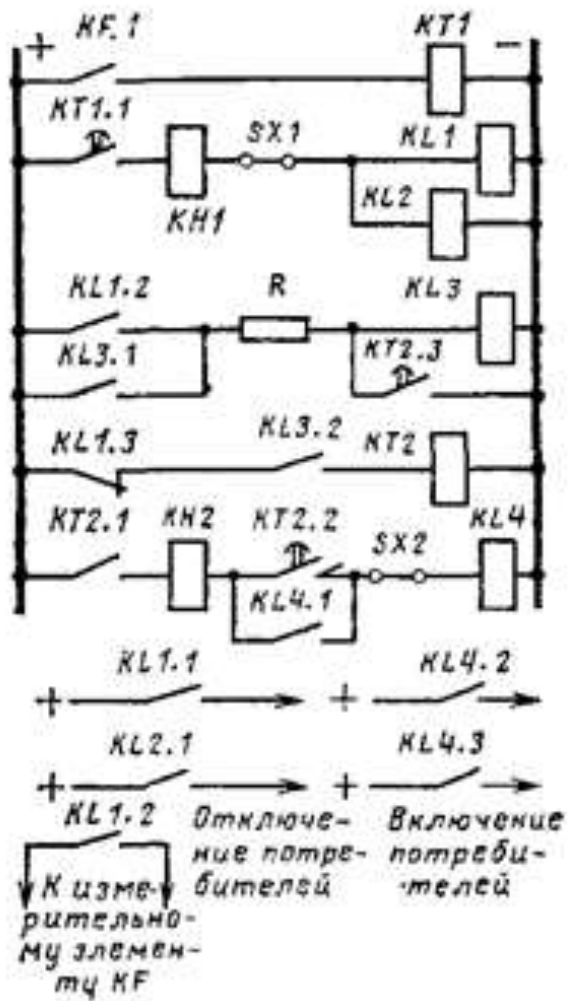 + KF.1 KT1 −
KT1.1 SX1 KL1
KH1 KL2
KL1.2 R KL3
KL3.1 KT2.3
KL1.3 KL3.2 KT2
KT2.1 KH2 KT2.2 SX2 KL4
KL4.1
KL1.1 KL4.2
+ +
KL2.1 KL4.3
+ +
KL1.2 Отключе- Включение
ние потре- потреби-
бителей -телей
К изме-
рительно-
му элемен-
ту KF